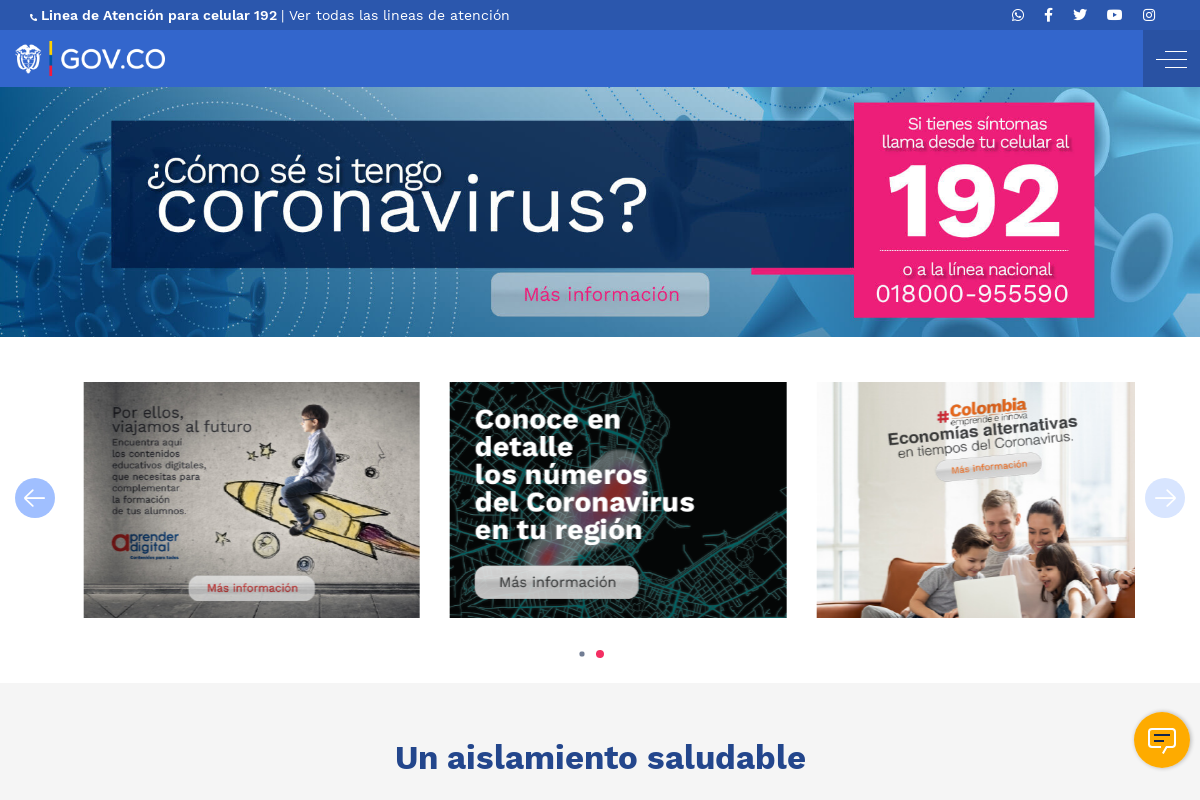 Linea de Atención para celular 192 | Ver todas las lineas de atención
GOV.CO
¿Cómo sé si tengo
coronavirus?
Más información
Si tienes síntomas
llama desde tu celular al
192
o a la línea nacional
018000-955590
Por ellos,
viajamos al futuro
Encuentra aquí
los contenidos
educativos digitales,
que necesitas para
complementar
la formación
de tus alumnos.
aprender
digital
Contenidos para todos
Más información
Conoce en
detalle
los números
del Coronavirus
en tu región
Más información
#Colombia
emprende e innova
Economías alternativas
en tiempos del Coronavirus.
Más información
Un aislamiento saludable